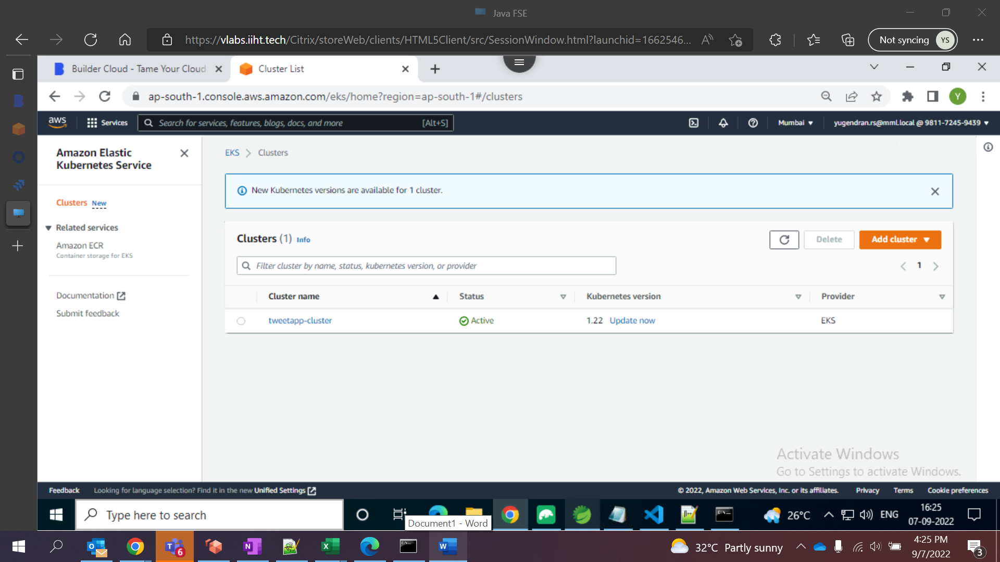 Java FSE
https://vlabs.iiht.tech/Citrix/storeWeb/clients/HTML5Client/src/SessionWindow.html?launchid=1662546...
Not syncing YS
Builder Cloud - Tame Your Cloud
Cluster List
ap-south-1.console.aws.amazon.com/eks/home?region=ap-south-1#/clusters
Y
aws
Services
Search for services, features, blogs, docs, and more [Alt+S]
Mumbai
yugendran.rs@mml.local @ 9811-7245-9439
Amazon Elastic
Kubernetes Service
Clusters New
Related services
Amazon ECR
Container storage for EKS
Documentation
Submit feedback
EKS Clusters
New Kubernetes versions are available for 1 cluster.
Clusters (1) Info
Delete
Add cluster
Filter cluster by name, status, kubernetes version, or provider
1
Cluster name Status Kubernetes version Provider
tweetapp-cluster Active 1.22 Update now EKS
Activate Windows
Go to Settings to activate Windows.
Feedback
Looking for language selection? Find it in the new Unified Settings
© 2022, Amazon Web Services, Inc. or its affiliates.
Privacy
Terms
Cookie preferences
Type here to search
Document1 - Word
26°C
ENG
16:25
07-09-2022
6
32°C Partly sunny
4:25 PM
9/7/2022
3